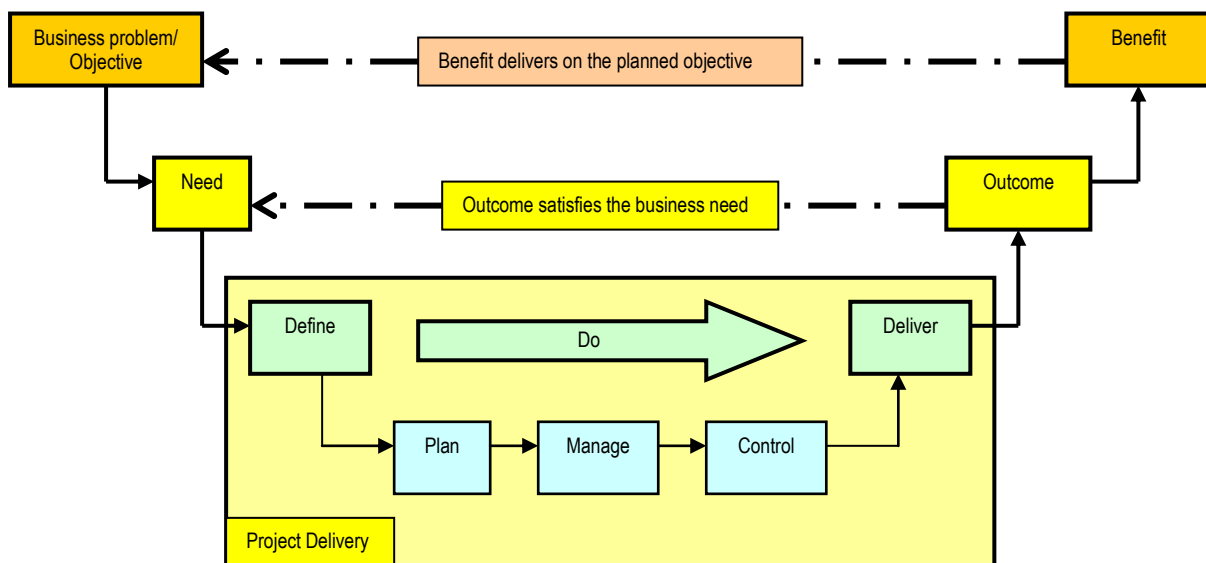 Business problem/
Objective
Benefit delivers on the planned objective
Benefit
Need
Outcome satisfies the business need
Outcome
Define
Do
Deliver
Plan
Manage
Control
Project Delivery